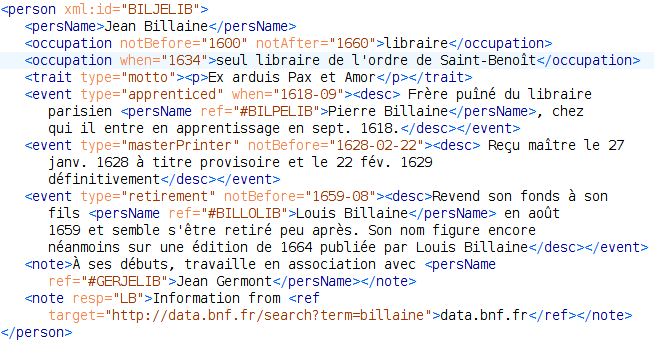 <person xml:id="BILJELIB">
<persName>Jean Billaine</persName>
<occupation notBefore="1600" notAfter="1660">libraire</occupation>
<occupation when="1634">seul libraire de l'ordre de Saint-Benoît</occupation>
<trait type="motto"><p>Ex arduis Pax et Amor</p></trait>
<event type="apprenticed" when="1618-09"><desc> Frère puîné du libraire
parisien <persName ref="#BILPELIB">Pierre Billaine</persName>, chez
qui il entre en apprentissage en sept. 1618.</desc></event>
<event type="masterPrinter" notBefore="1628-02-22"><desc> Reçu maître le 27
janv. 1628 à titre provisoire et le 22 fév. 1629
définitivement</desc></event>
<event type="retirement" notBefore="1659-08"><desc>Revend son fonds à son
fils <persName ref="#BILLOLIB">Louis Billaine</persName> en août
1659 et semble s'être retiré peu après. Son nom figure encore
néanmoins sur une édition de 1664 publiée par Louis Billaine</desc></event>
<note>À ses débuts, travaille en association avec <persName
ref="#GERJELIB">Jean Germont</persName></note>
<note resp="LB">Information from <ref
target="http://data.bnf.fr/search?term=billaine">data.bnf.fr</ref></note>
</person>